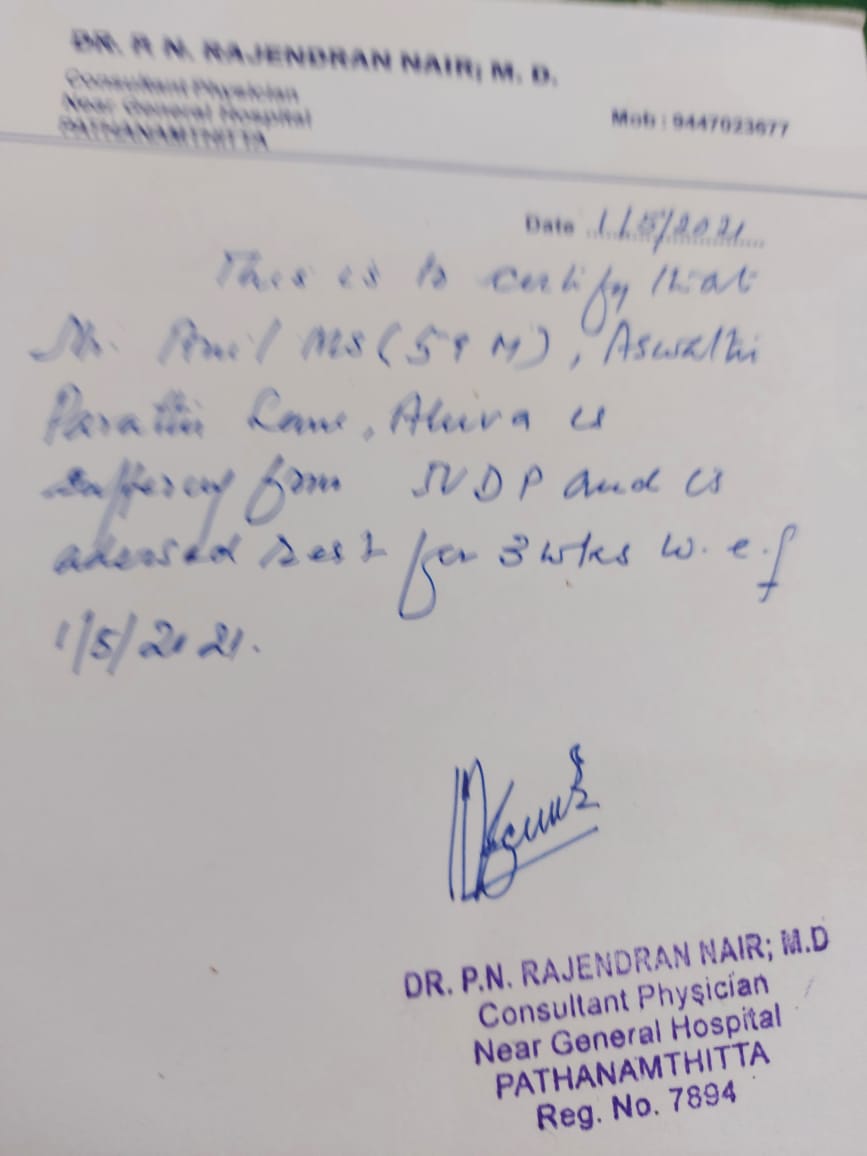 DR. P. N. RAJENDRAN NAIR; M. D.
Consultant Physician
Near General Hospital
PATHANAMTHITTA
Mob : 9447023677
Date 1/5/2021
This is to certify that
Mr. Anil MS (59 M), Aswathi
Parathi Lane, Aluva is
suffering from IVDP and is
advised rest for 3 wks w.e.f
1/5/2021.
DR. P.N. RAJENDRAN NAIR; M.D
Consultant Physician
Near General Hospital
PATHANAMTHITTA
Reg. No. 7894